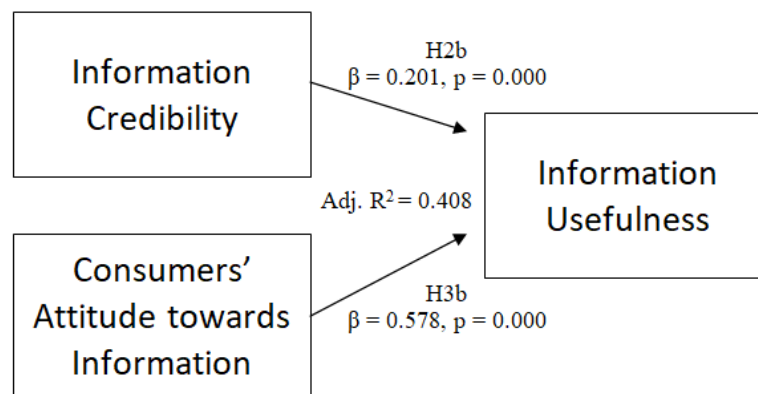 Information
Credibility
H2b
β = 0.201, p = 0.000
Information
Usefulness
Adj. R² = 0.408
Consumers’
Attitude towards
Information
H3b
β = 0.578, p = 0.000